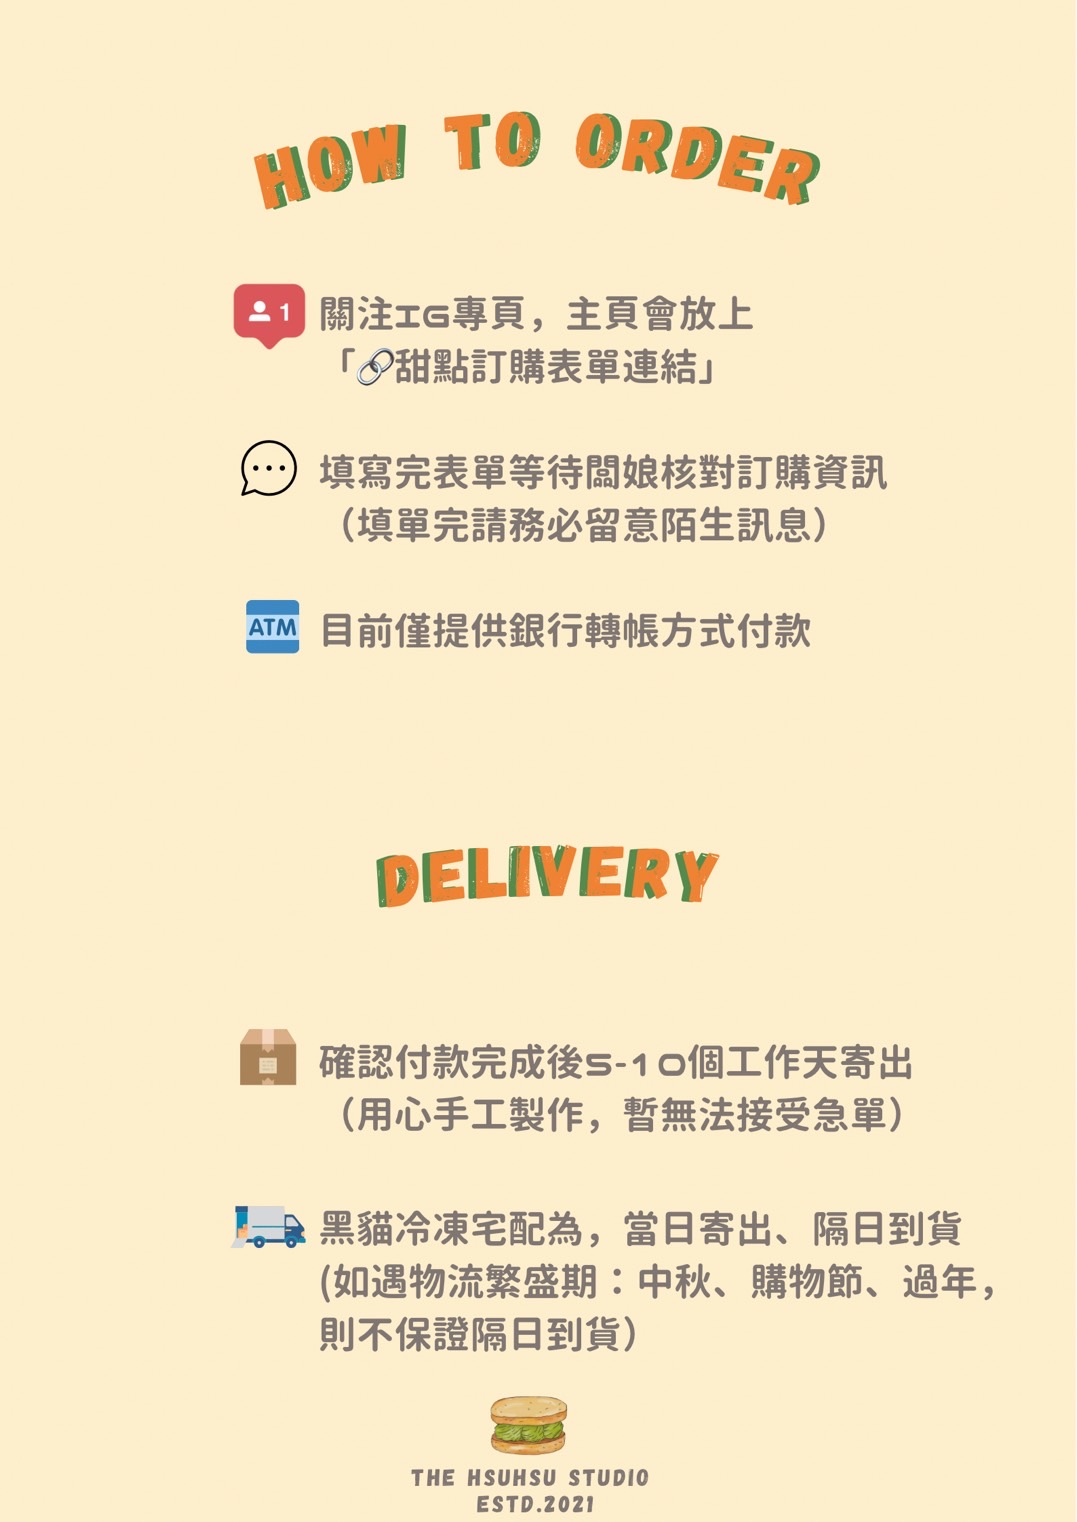 HOW TO ORDER
1
關注IG專頁，主頁會放上
「🔗甜點訂購表單連結」
填寫完表單等待闆娘核對訂購資訊
（填單完請務必留意陌生訊息）
ATM
目前僅提供銀行轉帳方式付款
DELIVERY
確認付款完成後5-10個工作天寄出
（用心手工製作，暫無法接受急單）
黑貓冷凍宅配為，當日寄出、隔日到貨
(如遇物流繁盛期：中秋、購物節、過年，
則不保證隔日到貨）
THE HSUHSU STUDIO
ESTD.2021